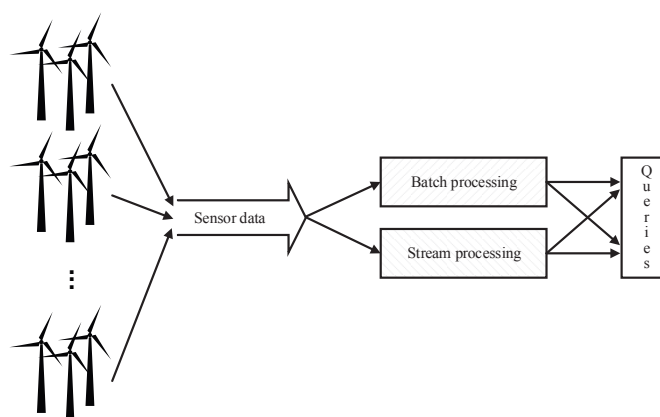 Sensor data
Batch processing
Stream processing
Q
u
e
r
i
e
s
...